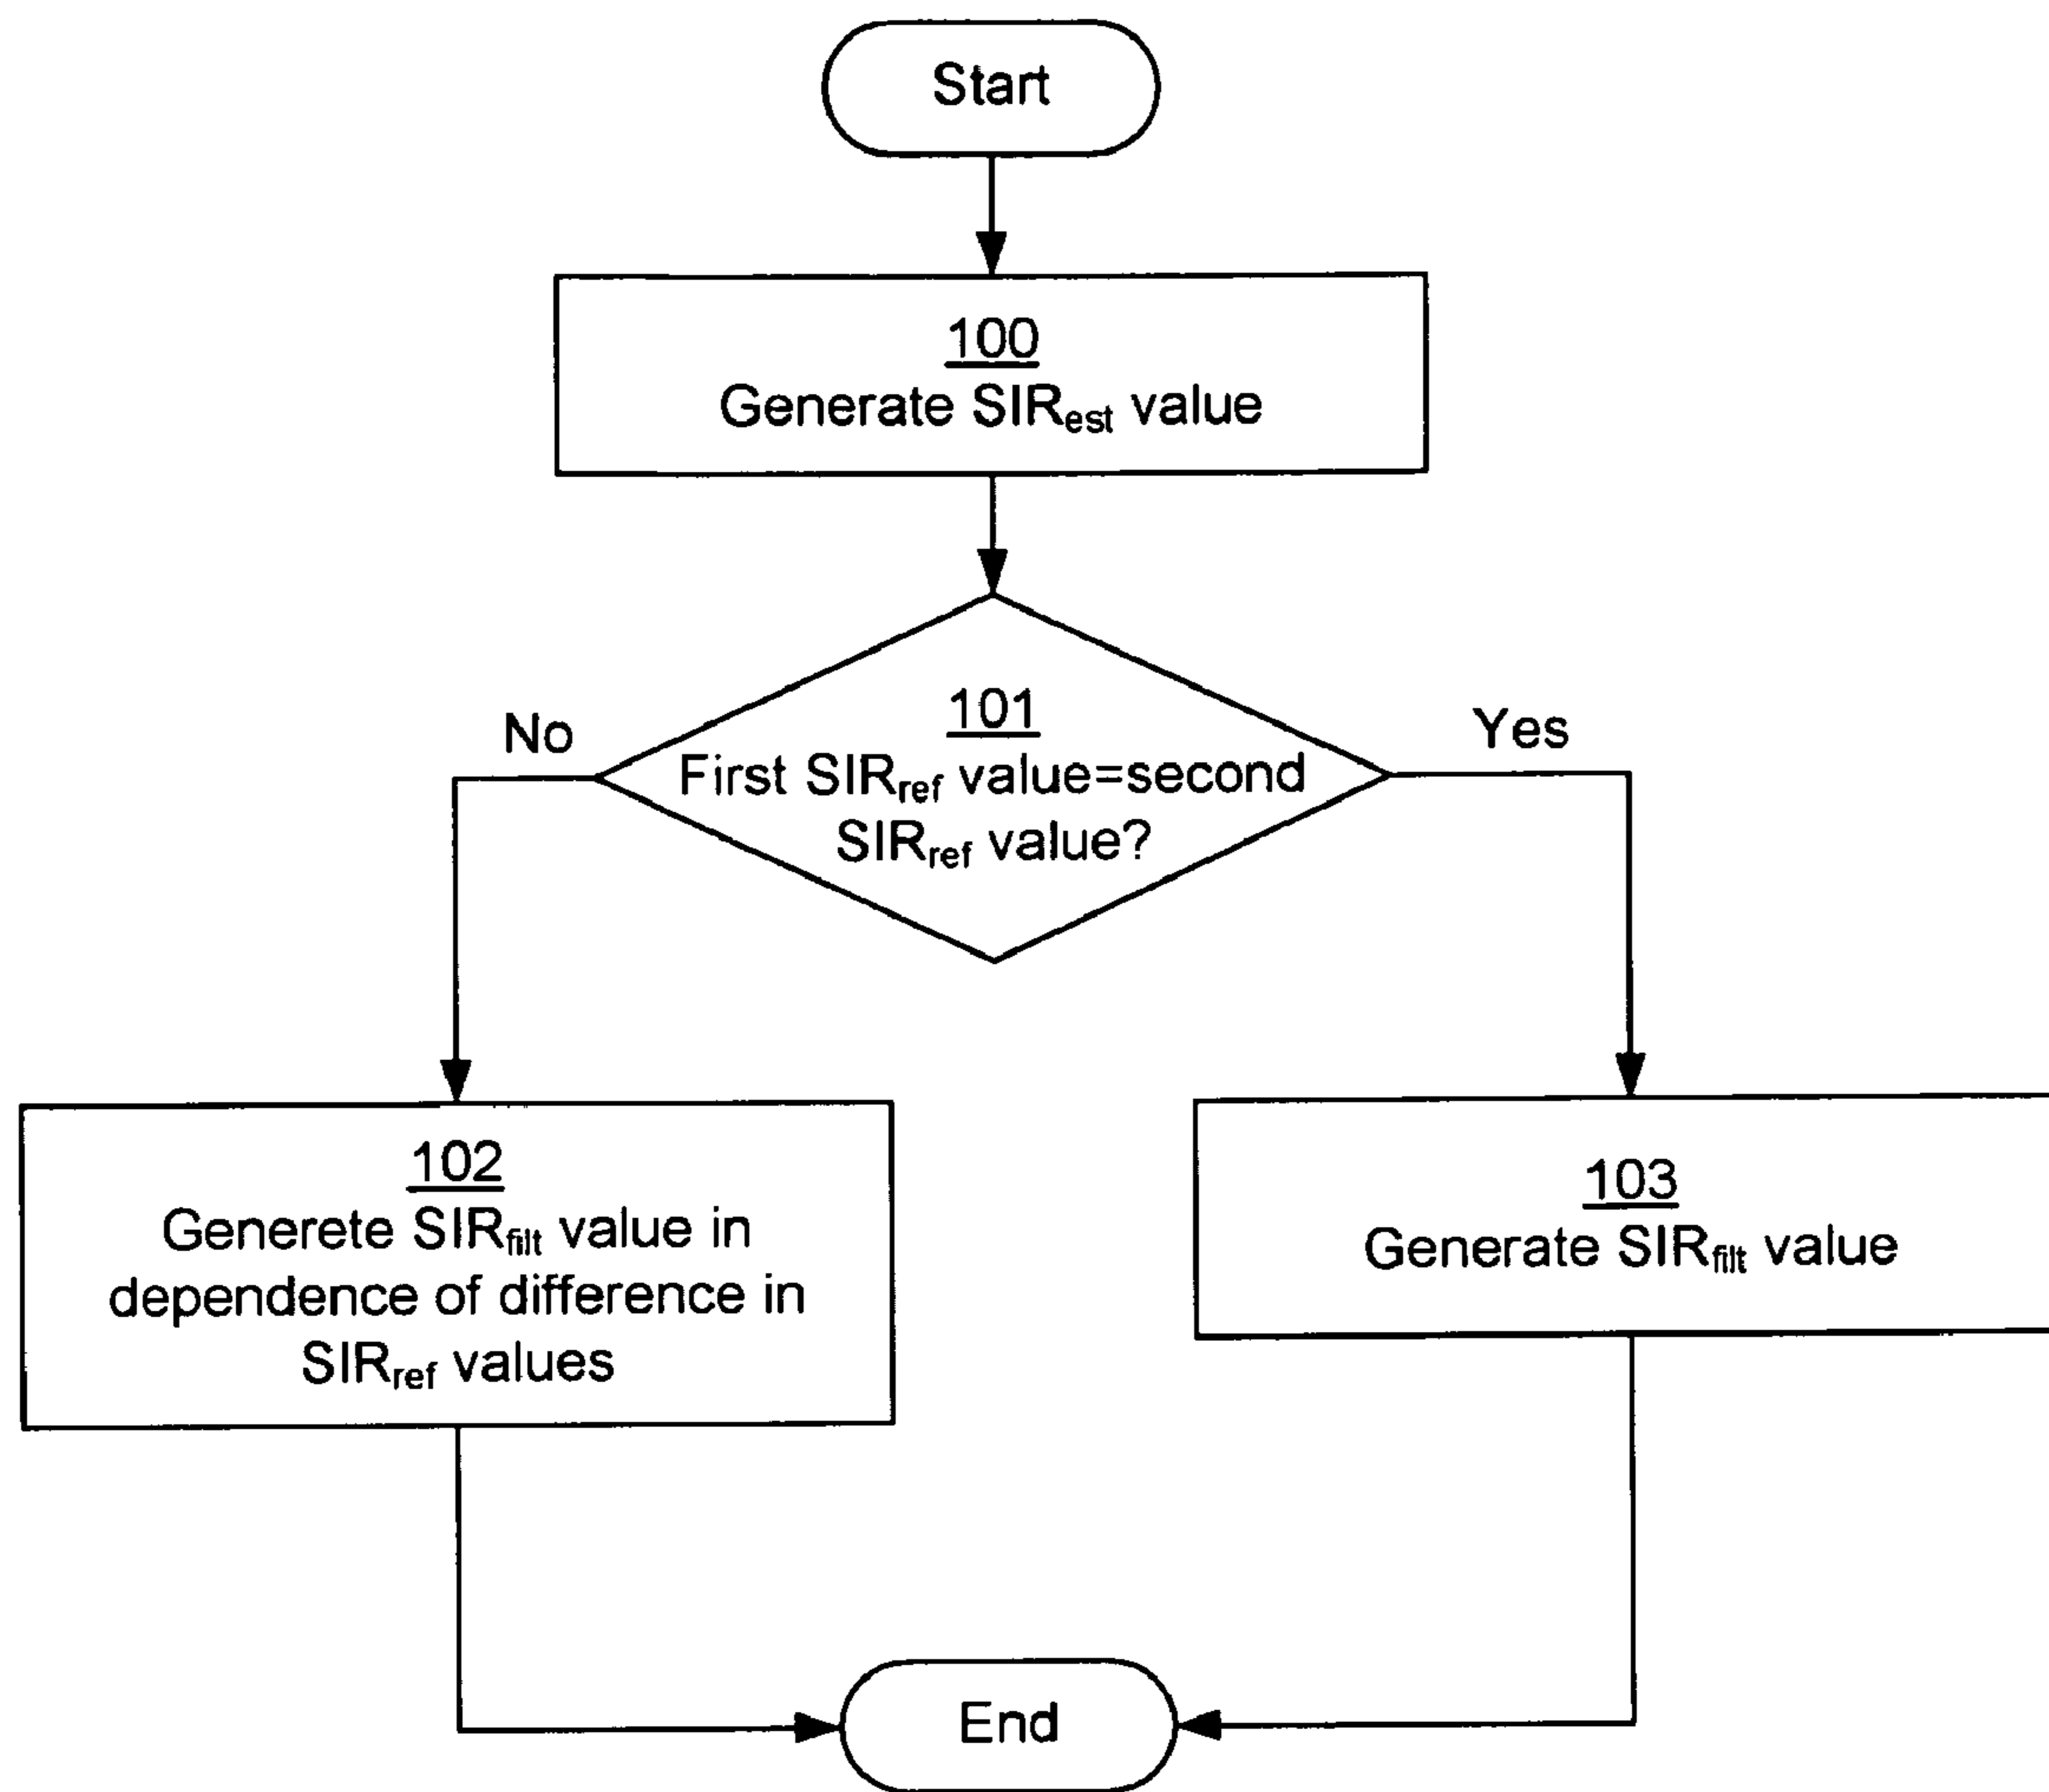 Start
100
Generate SIRest value
101
First SIRref value=second
SIRref value?
No
Yes
102
Generete SIRfilt value in
dependence of difference in
SIRref values
103
Generate SIRfilt value
End